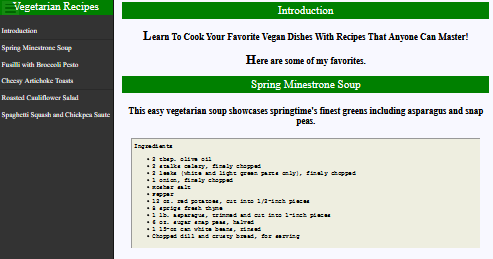 Vegetarian Recipes
Introduction
Spring Minestrone Soup
Fusilli with Broccoli Pesto
Cheesy Artichoke Toasts
Roasted Cauliflower Salad
Spaghetti Squash and Chickpea Saute
Introduction
Learn To Cook Your Favorite Vegan Dishes With Recipes That Anyone Can Master!
Here are some of my favorites.
Spring Minestrone Soup
This easy vegetarian soup showcases springtime's finest greens including asparagus and snap
peas.
Ingredients
• 2 tbsp. olive oil
• 2 stalks celery, finely chopped
• 2 leeks (white and light green parts only), finely chopped
• 1 onion, finely chopped
• Kosher salt
• Pepper
• 12 oz. red potatoes, cut into 1/2-inch pieces
• 8 sprigs fresh thyme
• 1 lb. asparagus, trimmed and cut into 1-inch pieces
• 6 oz. sugar snap peas, halved
• 1 15-oz can white beans, rinsed
• Chopped dill and crusty bread, for serving